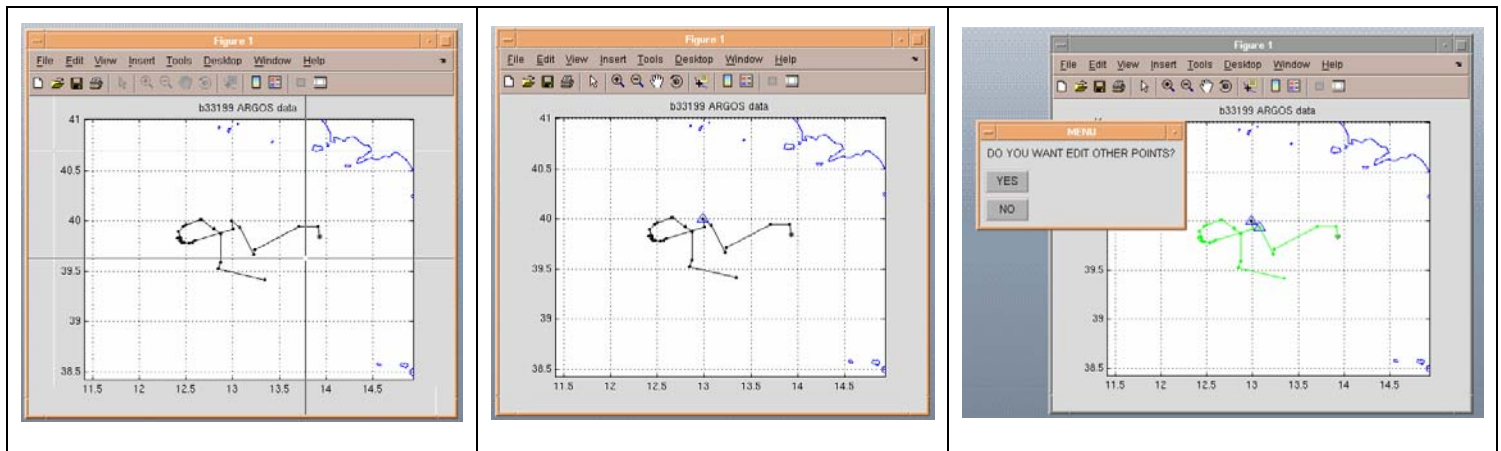 Figure 1
File Edit View Insert Tools Desktop Window Help
b33199 ARGOS data
41
40.5
40
39.5
39
38.5
11.5 12 12.5 13 13.5 14 14.5
Figure 1
File Edit View Insert Tools Desktop Window Help
b33199 ARGOS data
41
40.5
40
39.5
39
38.5
11.5 12 12.5 13 13.5 14 14.5
Figure 1
File Edit View Insert Tools Desktop Window Help
b33199 ARGOS data
MENU
DO YOU WANT EDIT OTHER POINTS?
YES
NO
39.5
39
38.5
11.5 12 12.5 13 13.5 14 14.5